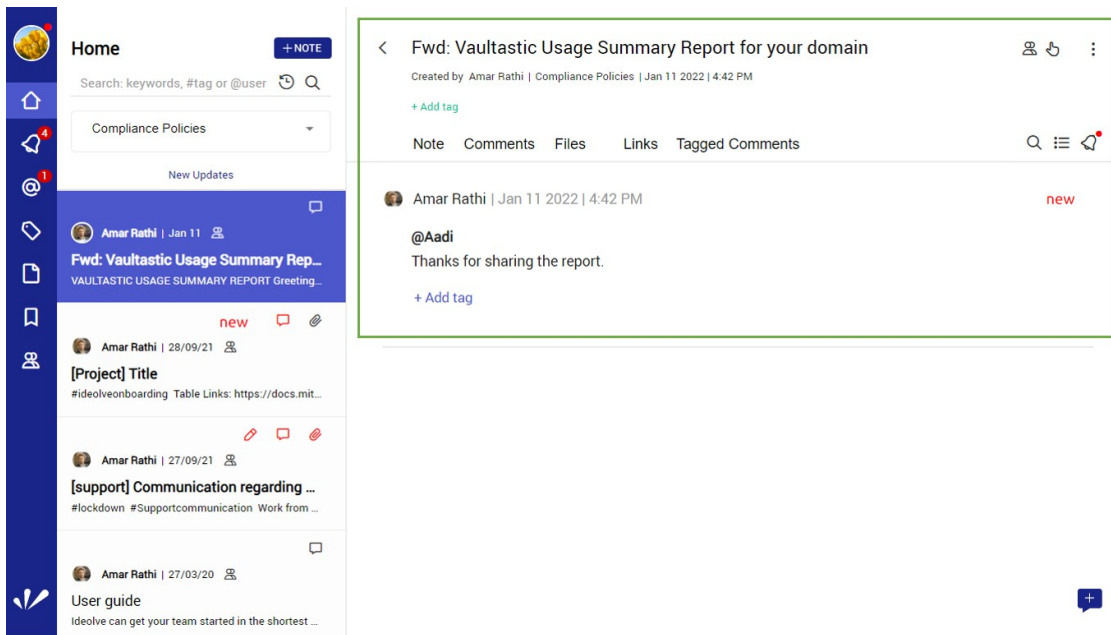 Home
+ NOTE
Search: keywords, #tag or @user
Compliance Policies
New Updates
4
1
Amar Rathi | Jan 11
Fwd: Vaultastic Usage Summary Rep...
VAULTASTIC USAGE SUMMARY REPORT Greeting...
new
Amar Rathi | 28/09/21
[Project] Title
#ideolveonboarding Table Links: https://docs.mit...
Amar Rathi | 27/09/21
[support] Communication regarding ...
#lockdown #Supportcommunication Work from ...
Amar Rathi | 27/03/20
User guide
Ideolve can get your team started in the shortest ...
Fwd: Vaultastic Usage Summary Report for your domain
Created by Amar Rathi | Compliance Policies | Jan 11 2022 | 4:42 PM
+ Add tag
Note Comments Files Links Tagged Comments
Amar Rathi | Jan 11 2022 | 4:42 PM new
@Aadi
Thanks for sharing the report.
+ Add tag